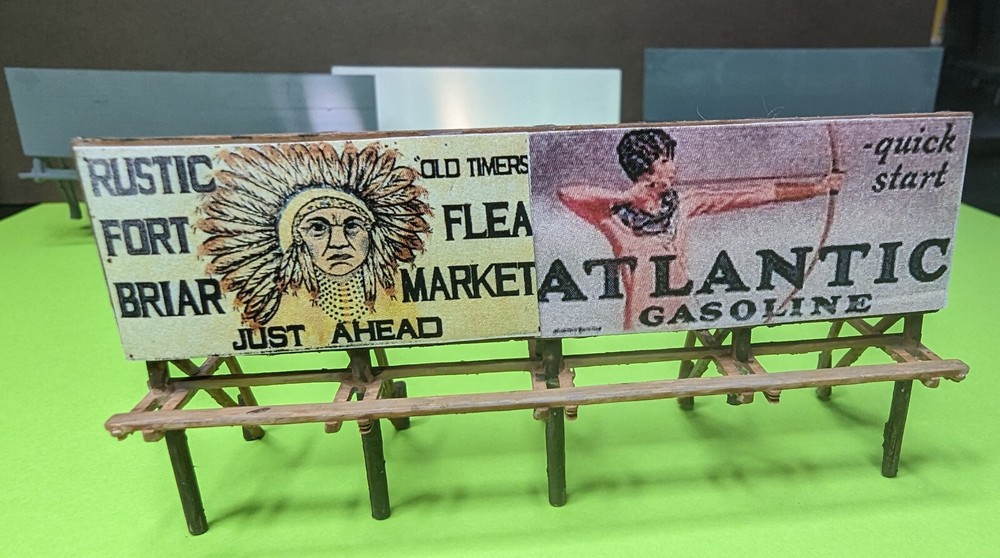 RUSTIC
FORT
BRIAR
"OLD TIMERS
FLEA
MARKET
JUST AHEAD
-quick
start
ATLANTIC
GASOLINE